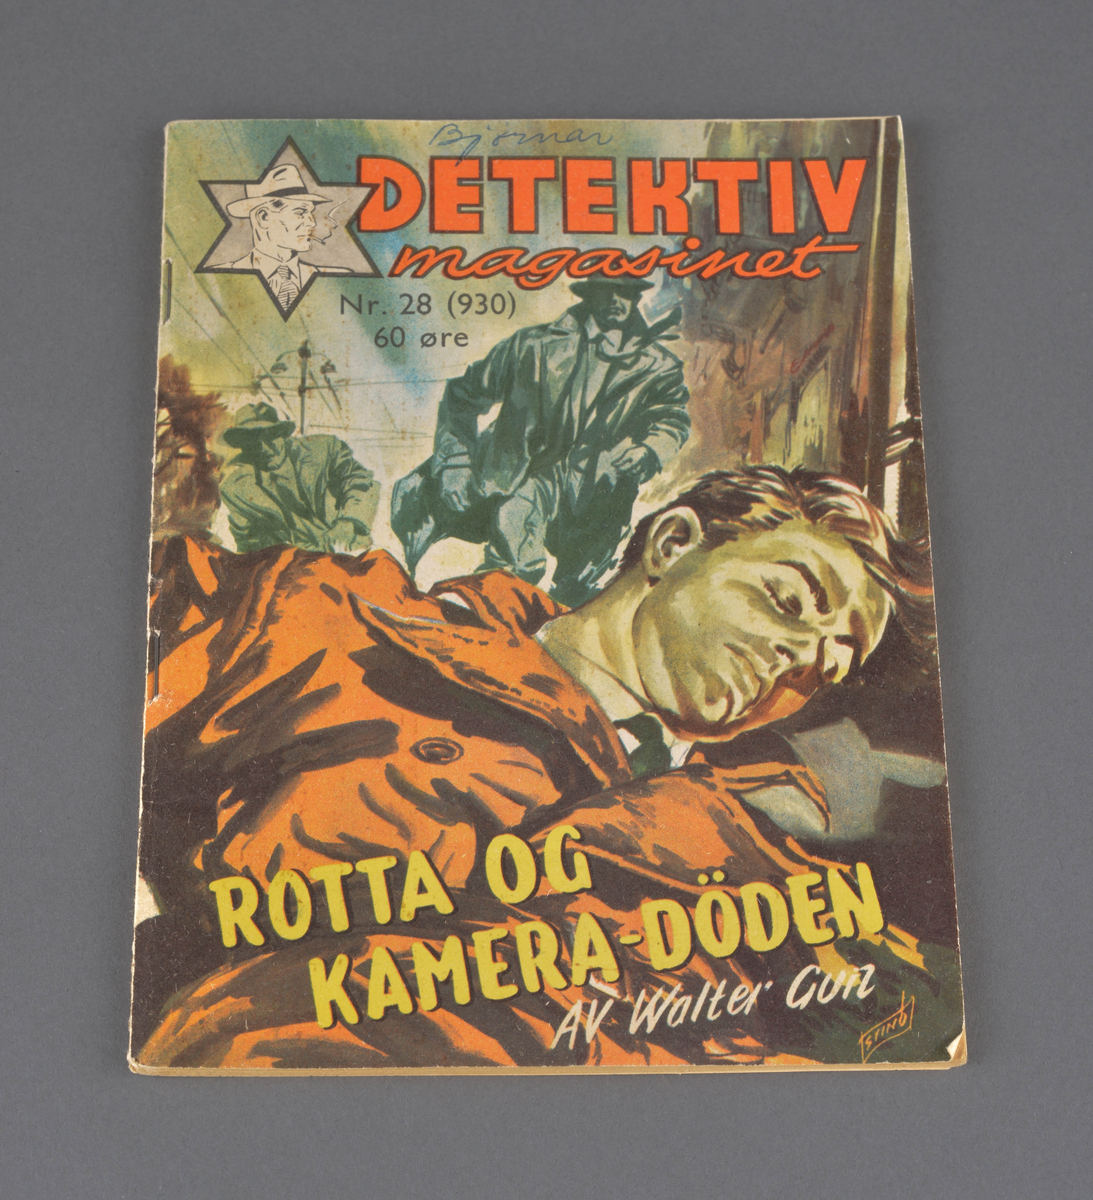 Bjørnar
DETEKTIV
magasinet
Nr. 28 (930)
60 øre
ROTTA OG
KAMERA-DÖDEN
AV Walter Gun